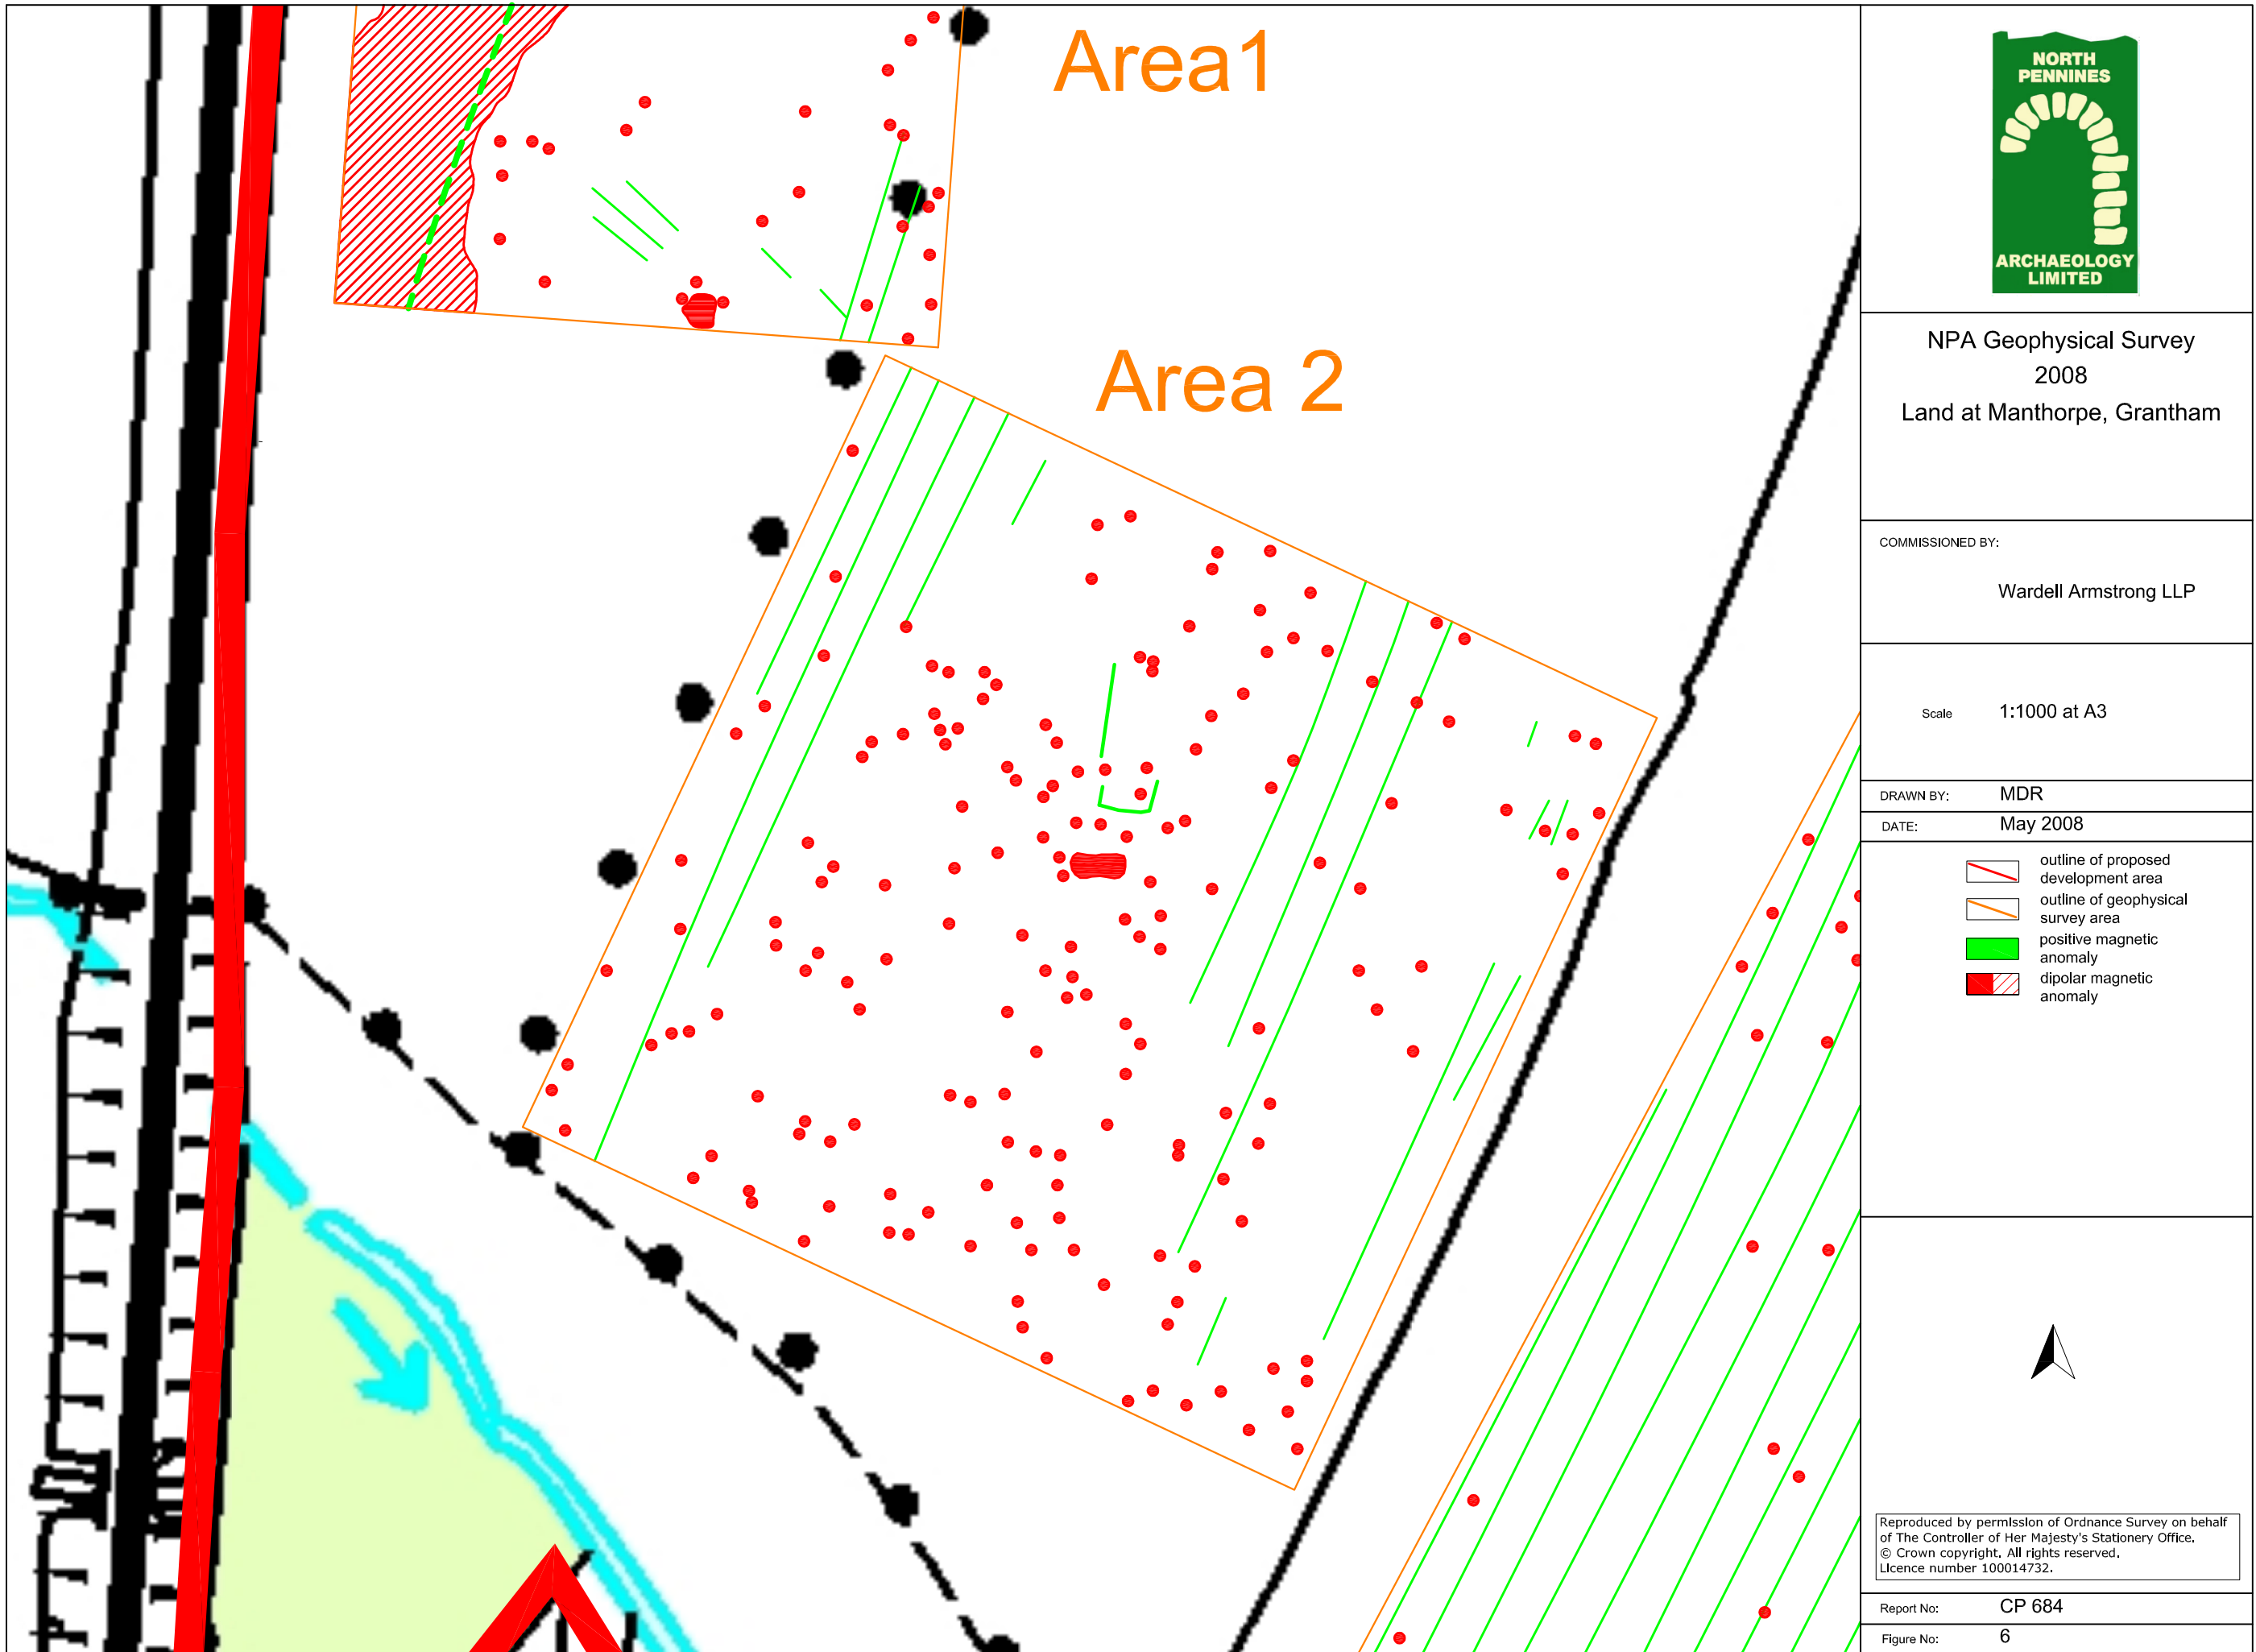 Area1
Area 2
NORTH
PENNINES
ARCHAEOLOGY
LIMITED
NPA Geophysical Survey
2008
Land at Manthorpe, Grantham
COMMISSIONED BY:
Wardell Armstrong LLP
Scale 1:1000 at A3
DRAWN BY: MDR
DATE: May 2008
outline of proposed
development area
outline of geophysical
survey area
positive magnetic
anomaly
dipolar magnetic
anomaly
Reproduced by permission of Ordnance Survey on behalf
of The Controller of Her Majesty's Stationery Office.
© Crown copyright. All rights reserved.
Licence number 100014732.
Report No: CP 684
Figure No: 6